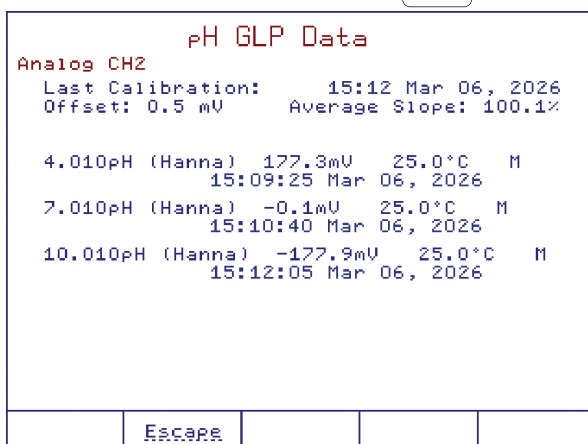 pH GLP Data
Analog CH2
Last Calibration: 15:12 Mar 06, 2026
Offset: 0.5 mV Average Slope: 100.1%
4.010pH (Hanna) 177.3mV 25.0°C M
15:09:25 Mar 06, 2026
7.010pH (Hanna) -0.1mV 25.0°C M
15:10:40 Mar 06, 2026
10.010pH (Hanna) -177.9mV 25.0°C M
15:12:05 Mar 06, 2026
Escape